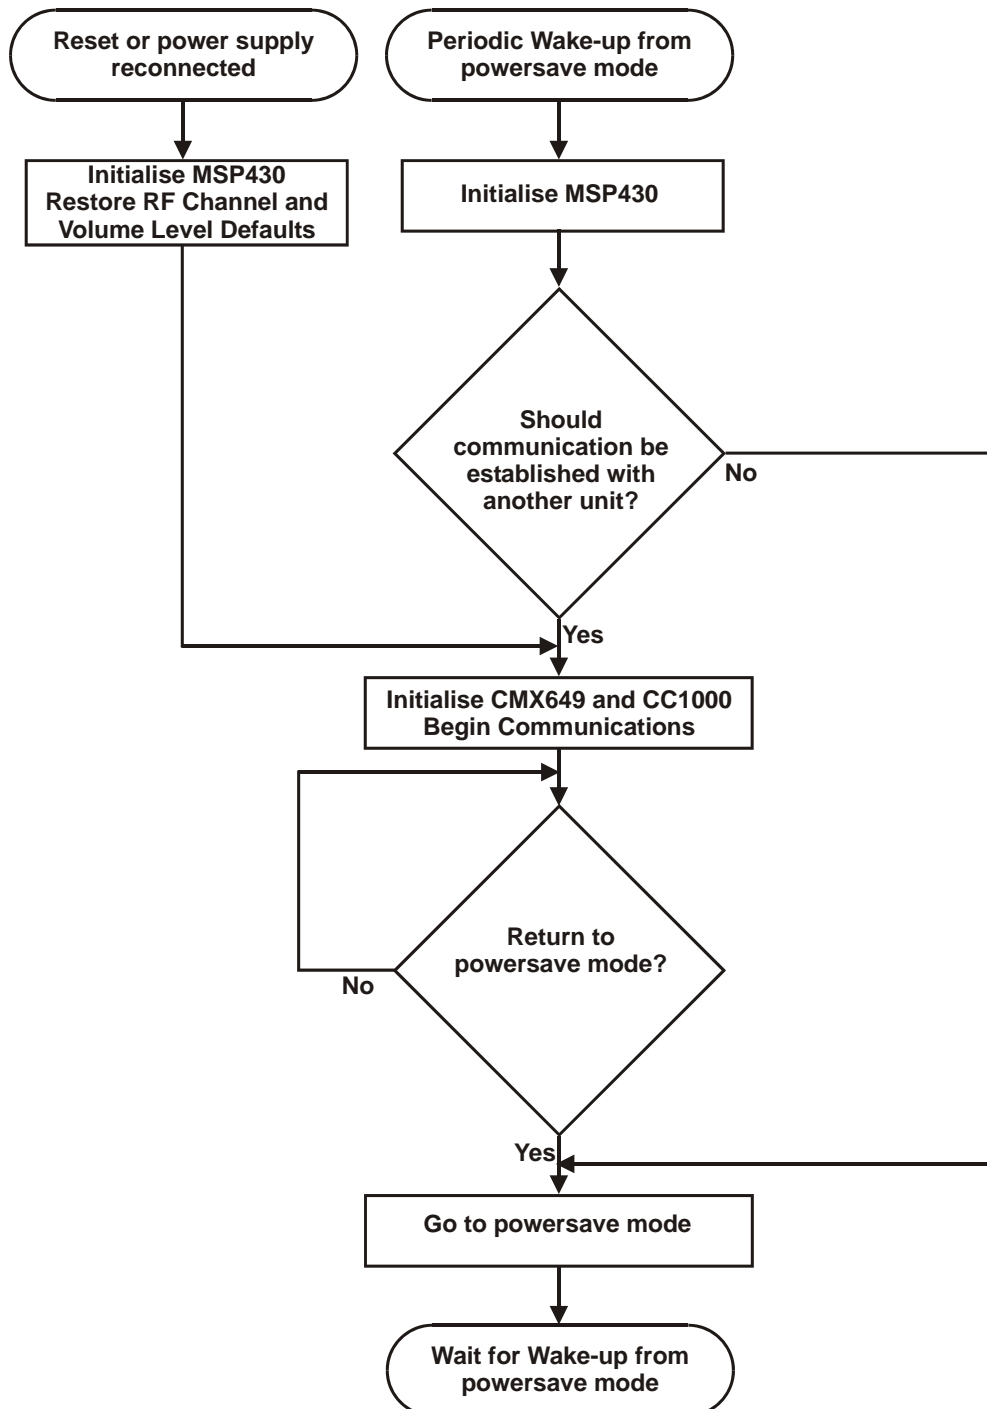 Reset or power supply
reconnected
Periodic Wake-up from
powersave mode
Initialise MSP430
Restore RF Channel and
Volume Level Defaults
Initialise MSP430
Should
communication be
established with
another unit?
No
Yes
Initialise CMX649 and CC1000
Begin Communications
Return to
powersave mode?
No
Yes
Go to powersave mode
Wait for Wake-up from
powersave mode